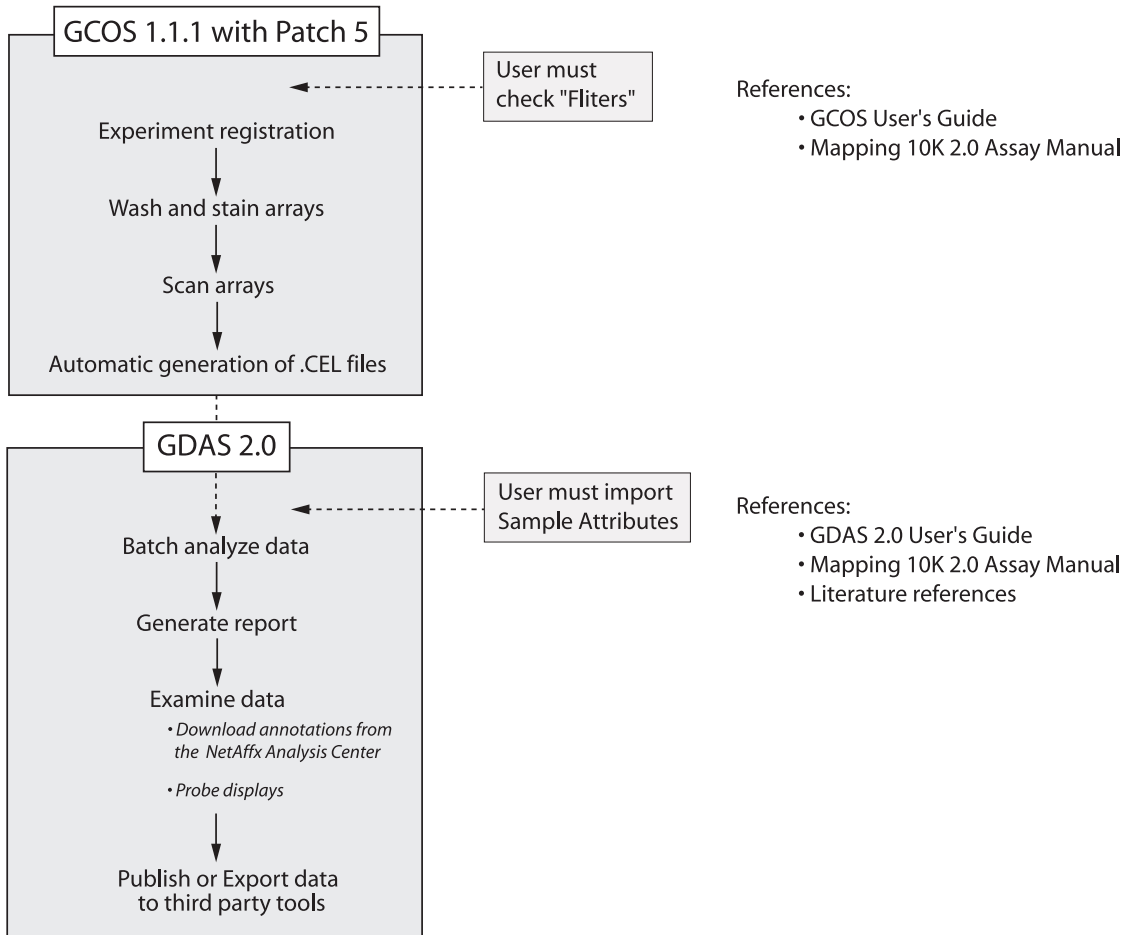 GCOS 1.1.1 with Patch 5
User must
check "Fliters"
References:
• GCOS User's Guide
• Mapping 10K 2.0 Assay Manual
Experiment registration
Wash and stain arrays
Scan arrays
Automatic generation of .CEL files
GDAS 2.0
User must import
Sample Attributes
References:
• GDAS 2.0 User's Guide
• Mapping 10K 2.0 Assay Manual
• Literature references
Batch analyze data
Generate report
Examine data
• Download annotations from
the NetAffx Analysis Center
• Probe displays
Publish or Export data
to third party tools